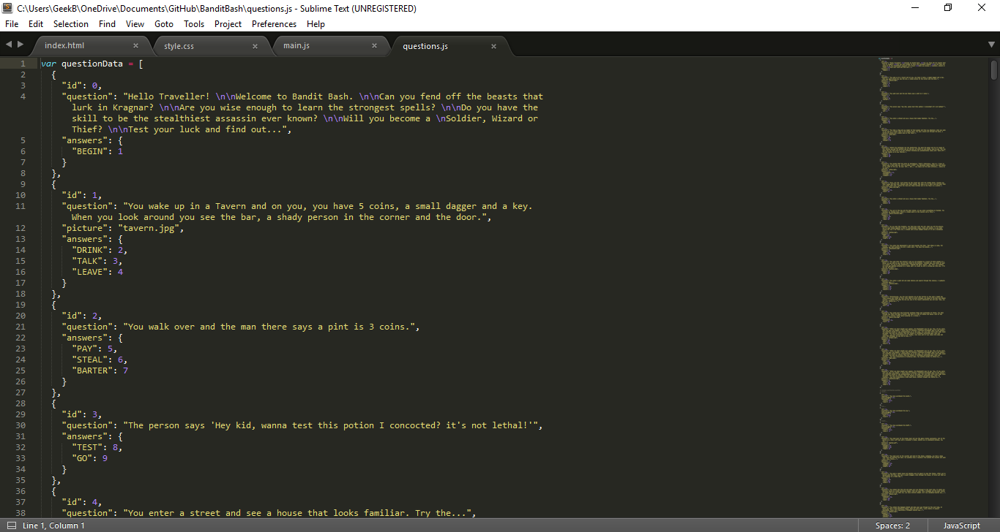 C:\Users\GeekB\OneDrive\Documents\GitHub\BanditBash\questions.js - Sublime Text (UNREGISTERED)
File Edit Selection Find View Goto Tools Project Preferences Help
index.html × style.css × main.js × questions.js ×
1 var questionData = [
2 {
3 "id": 0,
4 "question": "Hello Traveller! \n\nWelcome to Bandit Bash. \n\nCan you fend off the beasts that
lurk in Kragnar? \n\nAre you wise enough to learn the strongest spells? \n\nDo you have the
skill to be the stealthiest assassin ever known? \n\nWill you become a \nSoldier, Wizard or
Thief? \n\nTest your luck and find out...",
5 "answers": {
6 "BEGIN": 1
7 }
8 },
9 {
10 "id": 1,
11 "question": "You wake up in a Tavern and on you, you have 5 coins, a small dagger and a key.
When you look around you see the bar, a shady person in the corner and the door.",
12 "picture": "tavern.jpg",
13 "answers": {
14 "DRINK": 2,
15 "TALK": 3,
16 "LEAVE": 4
17 }
18 },
19 {
20 "id": 2,
21 "question": "You walk over and the man there says a pint is 3 coins.",
22 "answers": {
23 "PAY": 5,
24 "STEAL": 6,
25 "BARTER": 7
26 }
27 },
28 {
29 "id": 3,
30 "question": "The person says 'Hey kid, wanna test this potion I concocted? it's not lethal!'",
31 "answers": {
32 "TEST": 8,
33 "GO": 9
34 }
35 },
36 {
37 "id": 4,
38 "question": "You enter a street and see a house that looks familiar. Try the...",
Line 1, Column 1 Spaces: 2 JavaScript